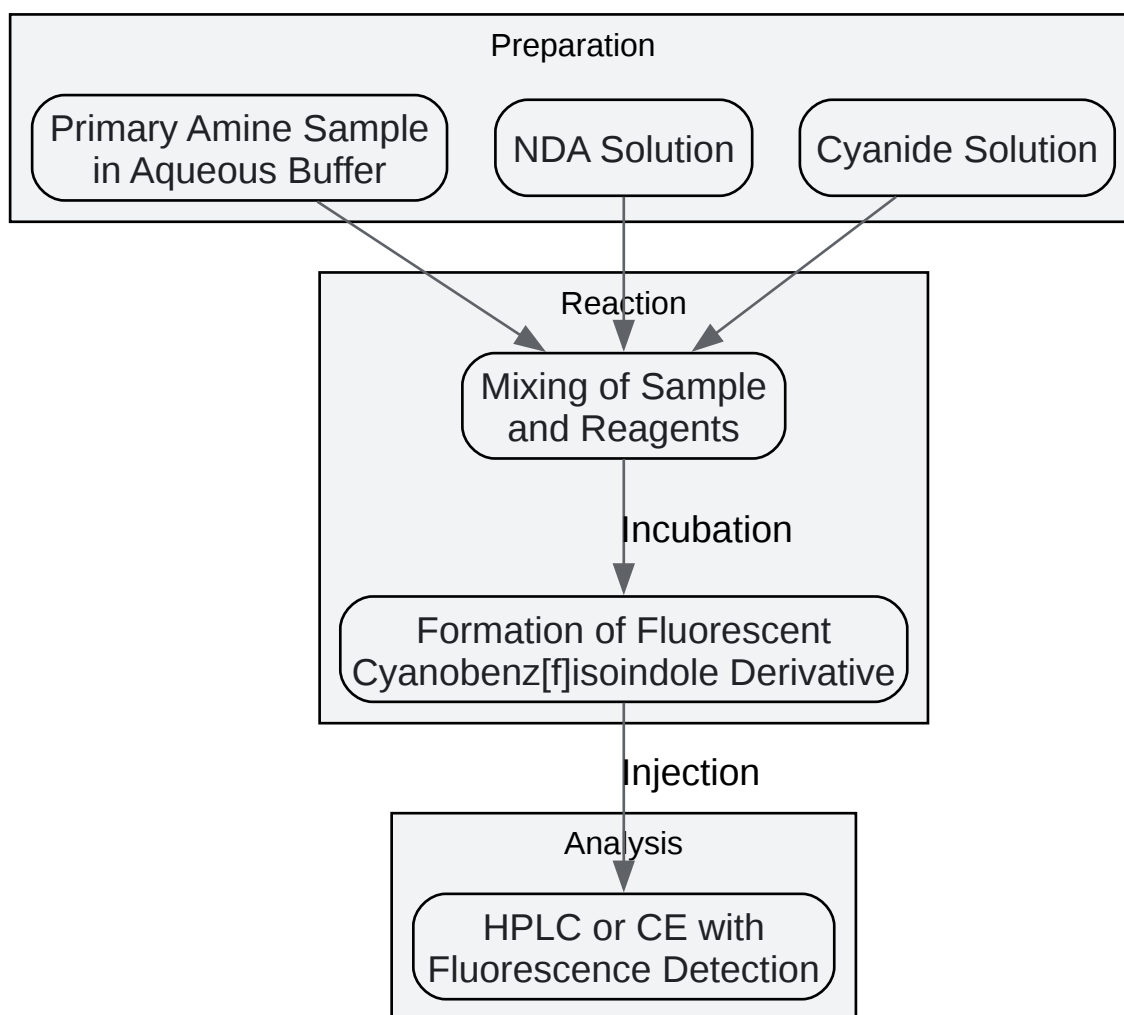 Preparation
Primary Amine Sample
in Aqueous Buffer
NDA Solution
Cyanide Solution
Reaction
Mixing of Sample
and Reagents
Incubation
Formation of Fluorescent
Cyanobenz[f]isoindole Derivative
Injection
Analysis
HPLC or CE with
Fluorescence Detection